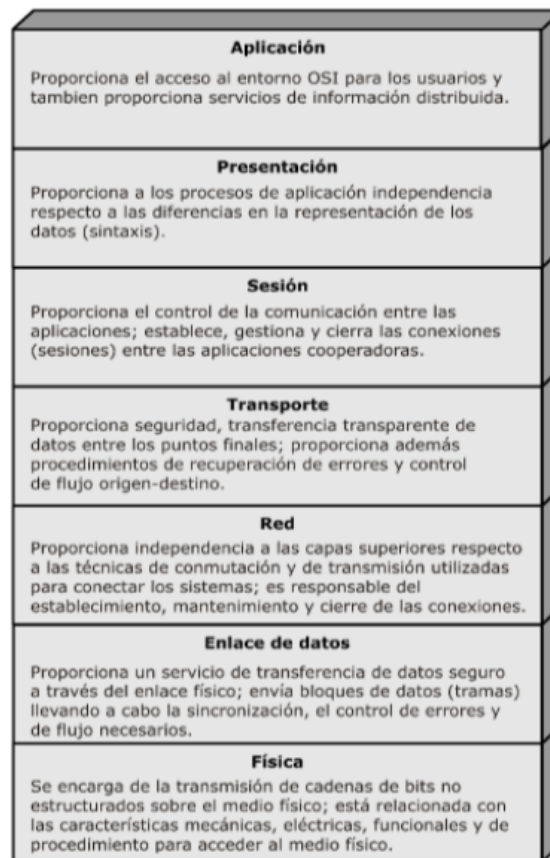 Aplicación
Proporciona el acceso al entorno OSI para los usuarios y
tambien proporciona servicios de información distribuida.
Presentación
Proporciona a los procesos de aplicación independencia
respecto a las diferencias en la representación de los
datos (sintaxis).
Sesión
Proporciona el control de la comunicación entre las
aplicaciones; establece, gestiona y cierra las conexiones
(sesiones) entre las aplicaciones cooperadoras.
Transporte
Proporciona seguridad, transferencia transparente de
datos entre los puntos finales; proporciona además
procedimientos de recuperación de errores y control
de flujo origen-destino.
Red
Proporciona independencia a las capas superiores respecto
a las técnicas de conmutación y de transmisión utilizadas
para conectar los sistemas; es responsable del
establecimiento, mantenimiento y cierre de las conexiones.
Enlace de datos
Proporciona un servicio de transferencia de datos seguro
a través del enlace físico; envía bloques de datos (tramas)
llevando a cabo la sincronización, el control de errores y
de flujo necesarios.
Física
Se encarga de la transmisión de cadenas de bits no
estructurados sobre el medio físico; está relacionada con
las características mecánicas, eléctricas, funcionales y de
procedimiento para acceder al medio físico.